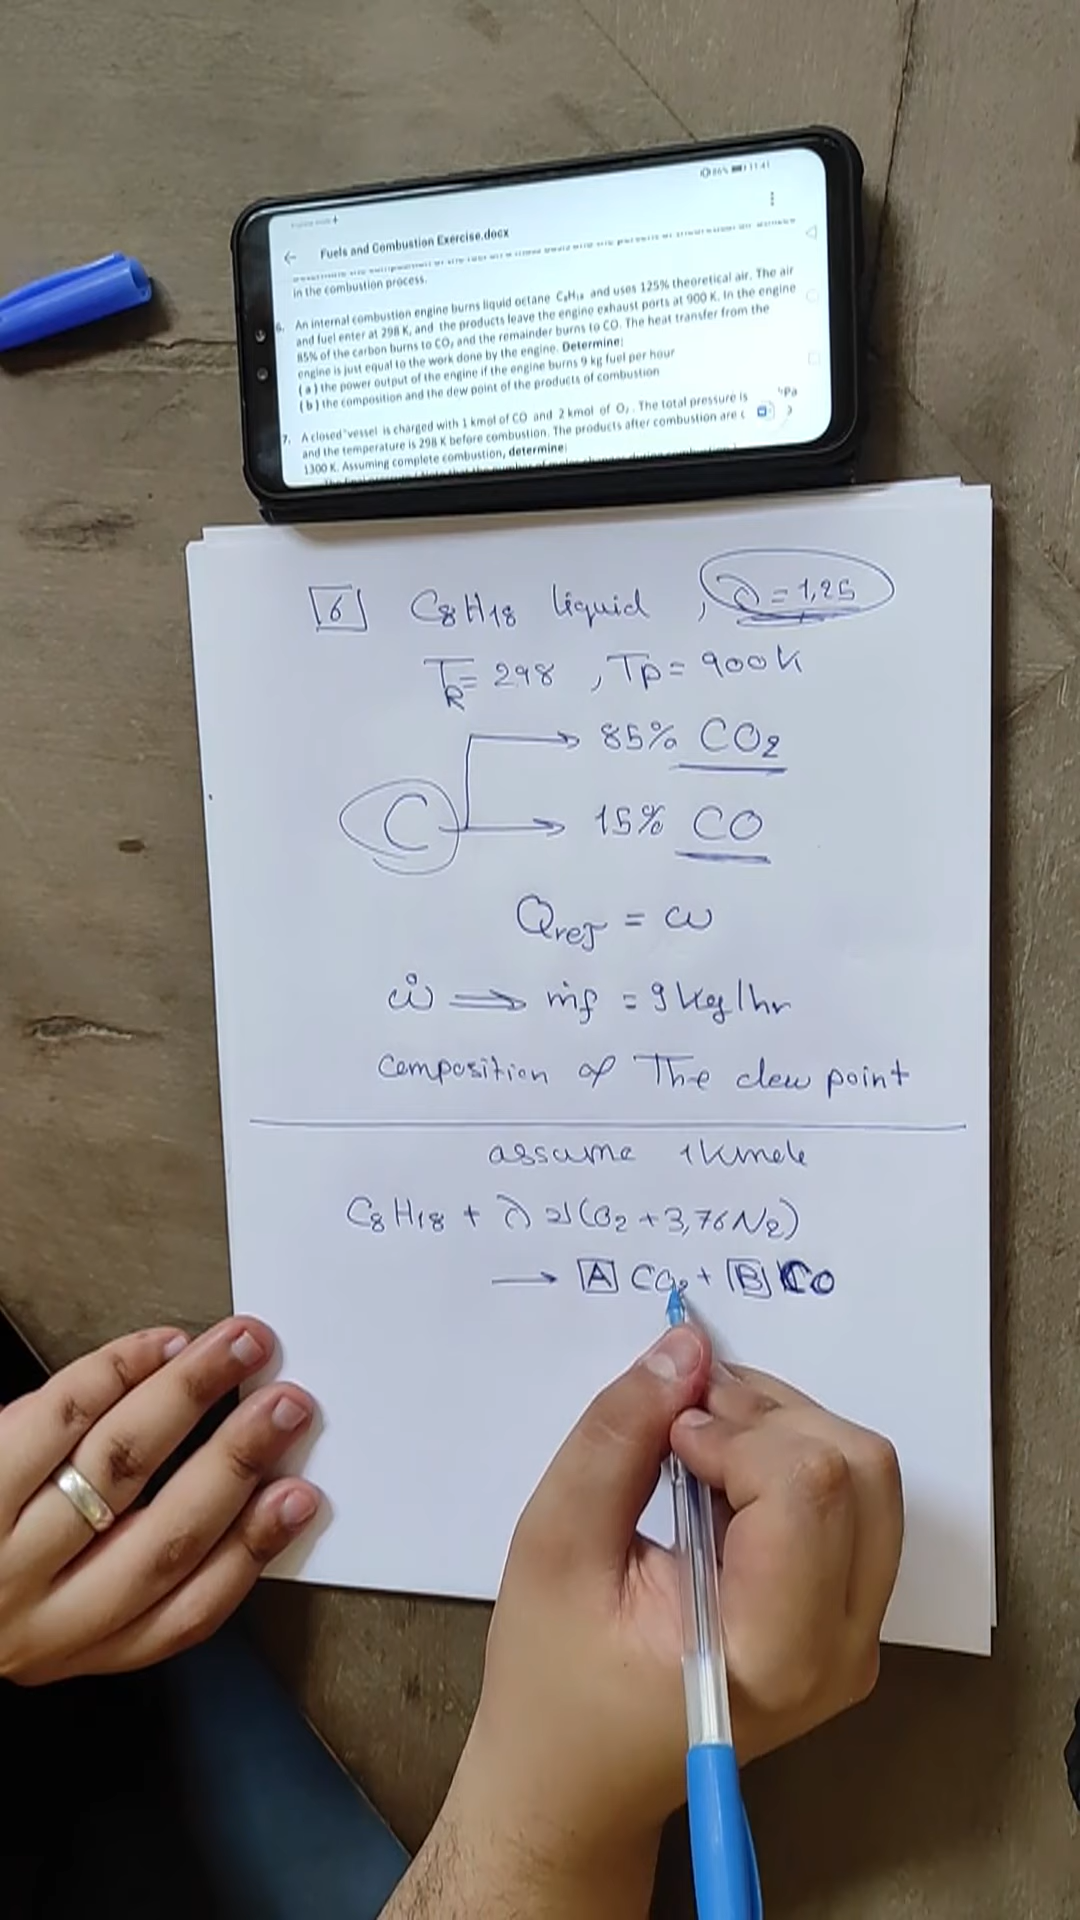 86% 11:41
← Fuels and Combustion Exercise.docx
in the combustion process.
6. An internal combustion engine burns liquid octane C₈H₁₈ and uses 125% theoretical air. The air
and fuel enter at 298 K, and the products leave the engine exhaust ports at 900 K. In the engine
85% of the carbon burns to CO₂ and the remainder burns to CO. The heat transfer from the
engine is just equal to the work done by the engine. Determine:
(a) the power output of the engine if the engine burns 9 kg fuel per hour
(b) the composition and the dew point of the products of combustion
7. A closed vessel is charged with 1 kmol of CO and 2 kmol of O₂. The total pressure is
and the temperature is 298 K before combustion. The products after combustion are
1300 K. Assuming complete combustion, determine:
[6] C8H18 liquid , λ = 1,25
TR = 298 , Tp = 900 K
→ 85% CO2
C → 15% CO
Qrej = ω
ẇ ⟹ ṁf = 9 kg/hr
Composition of The dew point
assume 1 kmole
C8H18 + λ a (O2 + 3,76 N2)
→ [A] CO2 + [B] CO